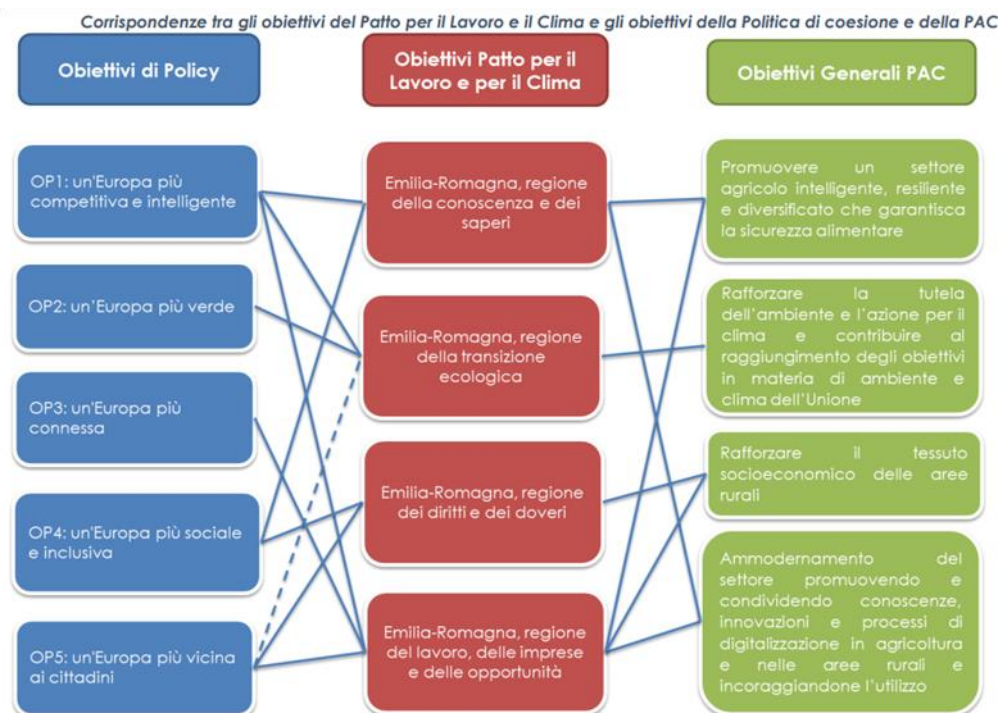 Corrispondenze tra gli obiettivi del Patto per il Lavoro e il Clima e gli obiettivi della Politica di coesione e della PAC
Obiettivi di Policy
Obiettivi Patto per il
Lavoro e per il Clima
Obiettivi Generali PAC
OP1: un'Europa più
competitiva e intelligente
OP2: un'Europa più verde
OP3: un'Europa più
connessa
OP4: un'Europa più sociale
e inclusiva
OP5: un'Europa più vicina
ai cittadini
Emilia-Romagna, regione
della conoscenza e dei
saperi
Emilia-Romagna, regione
della transizione
ecologica
Emilia-Romagna, regione
dei diritti e dei doveri
Emilia-Romagna, regione
del lavoro, delle imprese
e delle opportunità
Promuovere un settore
agricolo intelligente, resiliente
e diversificato che garantisca
la sicurezza alimentare
Rafforzare la tutela
dell'ambiente e l'azione per il
clima e contribuire al
raggiungimento degli obiettivi
in materia di ambiente e
clima dell'Unione
Rafforzare il tessuto
socioeconomico delle aree
rurali
Ammodernamento del
settore promuovendo e
condividendo conoscenze,
innovazioni e processi di
digitalizzazione in agricoltura
e nelle aree rurali e
incoraggiandone l'utilizzo